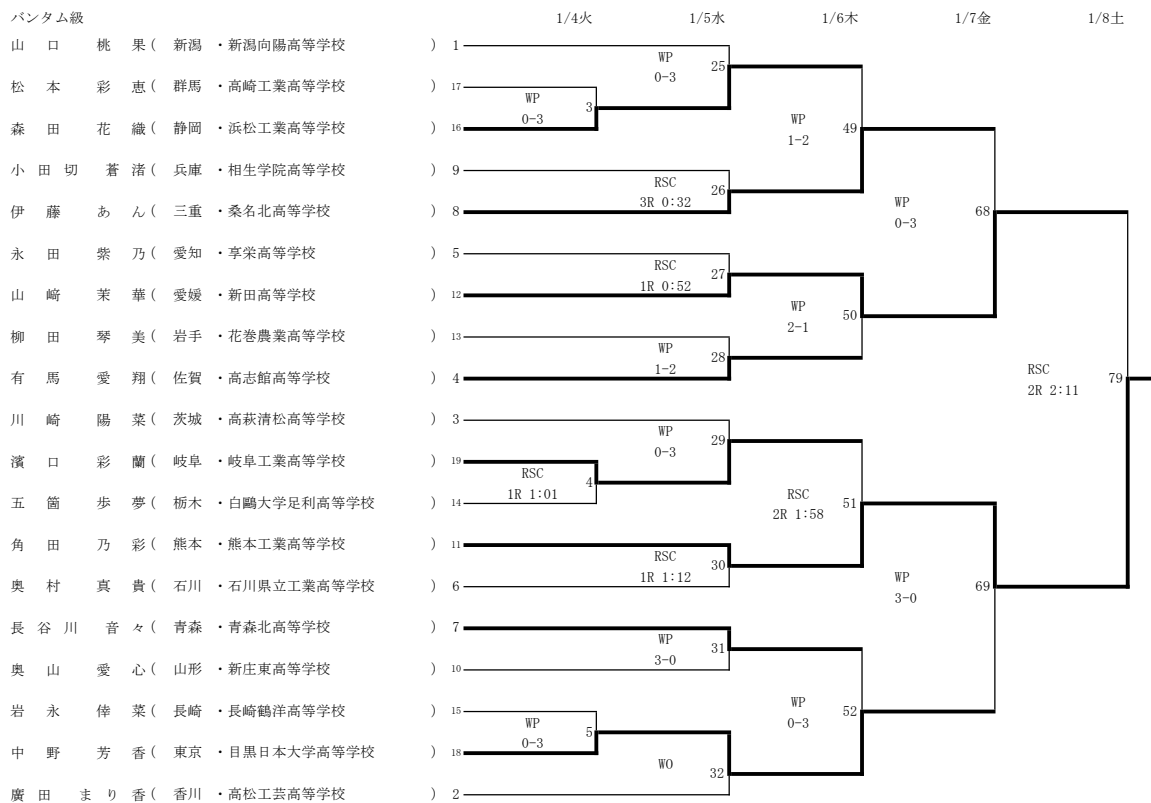 バンタム級 1/4火 1/5水 1/6木 1/7金 1/8土
山口 桃果( 新潟 ・新潟向陽高等学校 ) 1
WP
0-3
25
松本 彩恵( 群馬 ・高崎工業高等学校 ) 17
WP
0-3
3
森田 花織( 静岡 ・浜松工業高等学校 ) 16
WP
1-2
49
小田切 蒼渚( 兵庫 ・相生学院高等学校 ) 9
RSC
3R 0:32
26
伊藤 あん( 三重 ・桑名北高等学校 ) 8
WP
0-3
68
永田 紫乃( 愛知 ・享栄高等学校 ) 5
RSC
1R 0:52
27
山﨑 茉華( 愛媛 ・新田高等学校 ) 12
WP
2-1
50
柳田 琴美( 岩手 ・花巻農業高等学校 ) 13
WP
1-2
28
有馬 愛翔( 佐賀 ・高志館高等学校 ) 4
RSC
2R 2:11
79
川崎 陽菜( 茨城 ・高萩清松高等学校 ) 3
WP
0-3
29
濱口 彩蘭( 岐阜 ・岐阜工業高等学校 ) 19
RSC
1R 1:01
4
五箇 歩夢( 栃木 ・白鷗大学足利高等学校 ) 14
RSC
2R 1:58
51
角田 乃彩( 熊本 ・熊本工業高等学校 ) 11
RSC
1R 1:12
30
奥村 真貴( 石川 ・石川県立工業高等学校 ) 6
WP
3-0
69
長谷川 音々( 青森 ・青森北高等学校 ) 7
WP
3-0
31
奥山 愛心( 山形 ・新庄東高等学校 ) 10
岩永 倖菜( 長崎 ・長崎鶴洋高等学校 ) 15
WP
0-3
5
WP
0-3
52
中野 芳香( 東京 ・目黒日本大学高等学校 ) 18
WO
32
廣田 まり香( 香川 ・高松工芸高等学校 ) 2